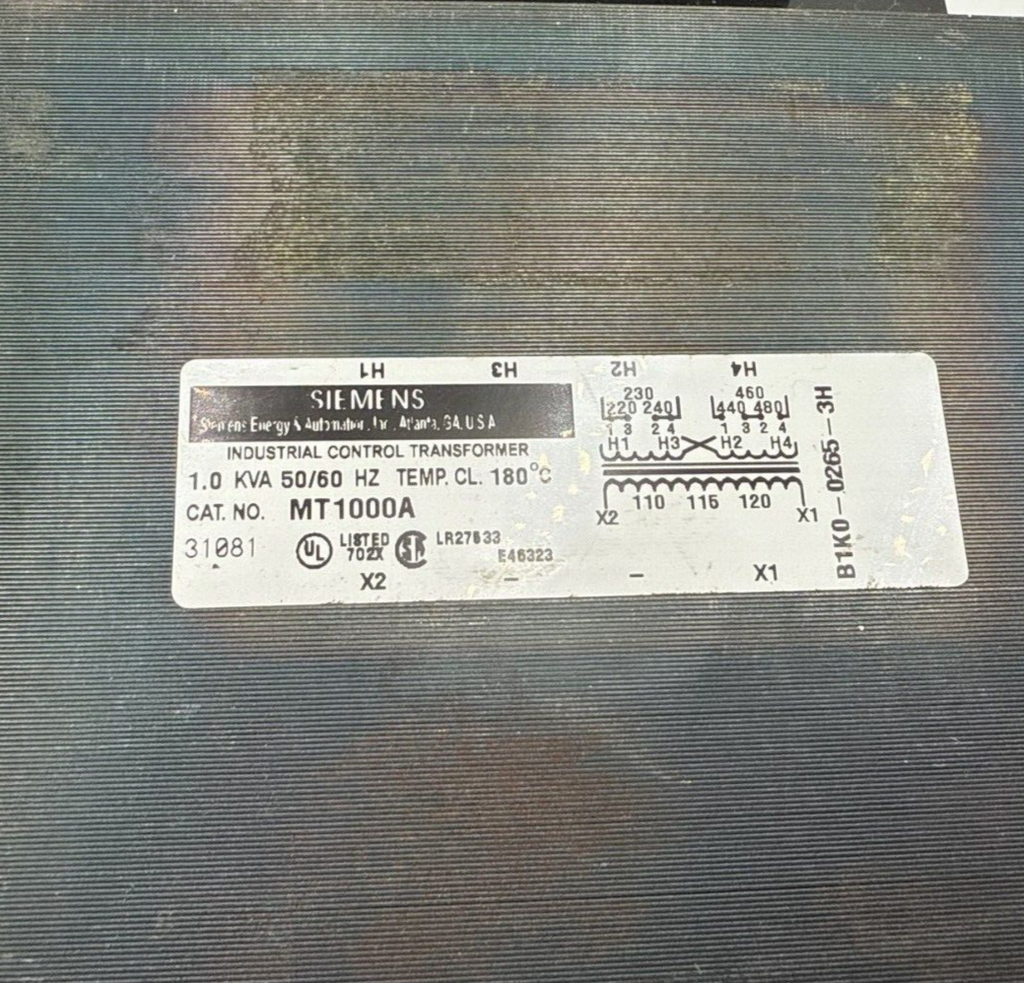 H1 H3 H2 H4
SIEMENS
Siemens Energy & Automation, Inc., Atlanta, GA, U.S.A
INDUSTRIAL CONTROL TRANSFORMER
1.0 KVA 50/60 HZ TEMP. CL. 180°C
CAT. NO. MT1000A
31081 UL LISTED 702X SA LR27533
E46323
X2 – – X1
230 460
220 240 440 480
1 3 2 4 1 3 2 4
H1 H3 H2 H4
110 115 120
X2 X1
B1K0-0265-3H